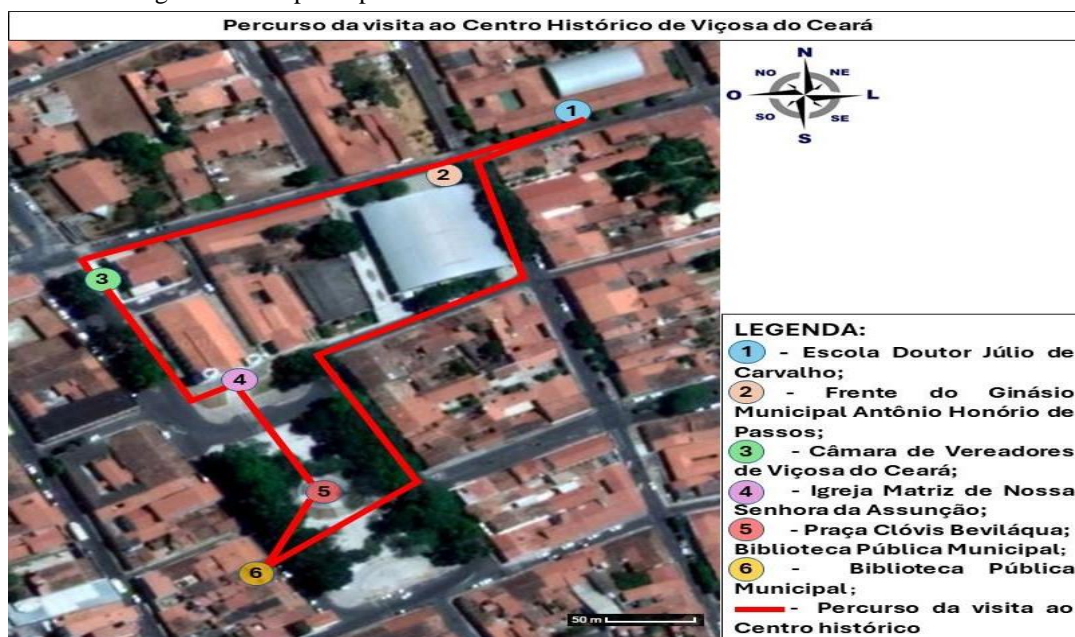 Percurso da visita ao Centro Histórico de Viçosa do Ceará
N
NO NE
O L
SO SE
S
1
2
3
4
5
6
50 m
LEGENDA:
1 - Escola Doutor Júlio de
Carvalho;
2 - Frente do Ginásio
Municipal Antônio Honório de
Passos;
3 - Câmara de Vereadores
de Viçosa do Ceará;
4 - Igreja Matriz de Nossa
Senhora da Assunção;
5 - Praça Clóvis Beviláqua;
Biblioteca Pública Municipal;
6 - Biblioteca Pública
Municipal;
- Percurso da visita ao
Centro histórico